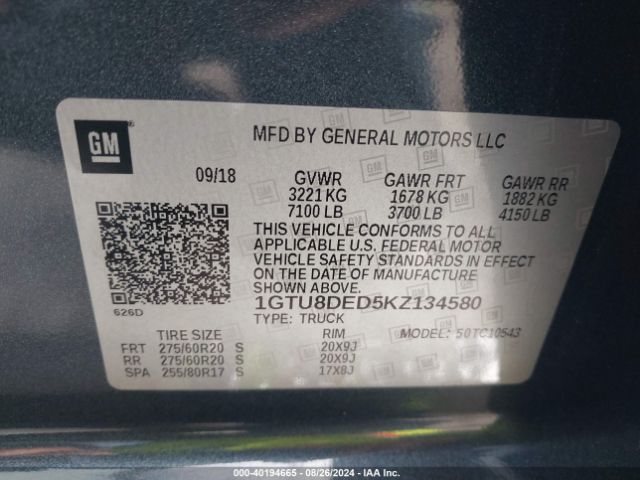 GM
MFD BY GENERAL MOTORS LLC
09/18
GVWR GAWR FRT GAWR RR
3221 KG 1678 KG 1882 KG
7100 LB 3700 LB 4150 LB
THIS VEHICLE CONFORMS TO ALL
APPLICABLE U.S. FEDERAL MOTOR
VEHICLE SAFETY STANDARDS IN EFFECT
ON THE DATE OF MANUFACTURE
SHOWN ABOVE.
1GTU8DED5KZ134580
626D
TYPE: TRUCK MODEL: 50TC10543
TIRE SIZE RIM
FRT 275/60R20 S 20X9J
RR 275/60R20 S 20X9J
SPA 255/80R17 S 17X8J
000-40194665 - 08/26/2024 - IAA Inc.